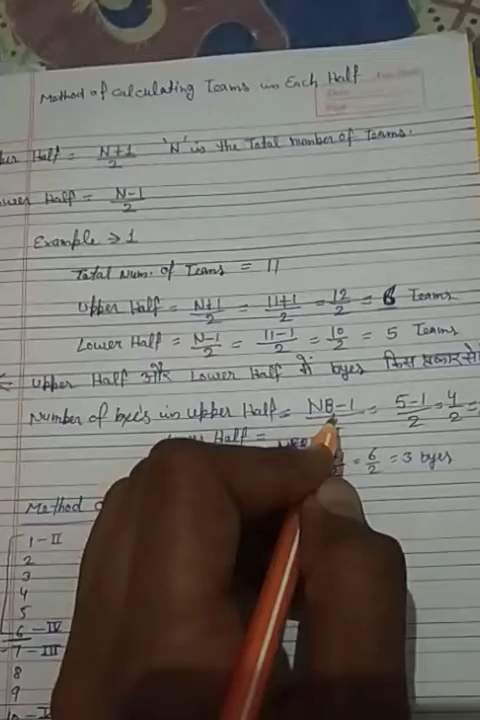 Method of Calculating Teams in Each Half
Half = N+1/2 'N' is the Total number of Teams.
Half = N-1/2
Example → 1
Total Num. of Teams = 11
Upper Half = N+1/2 = 11+1/2 = 12/2 = 6 Teams
Lower Half = N-1/2 = 11-1/2 = 10/2 = 5 Teams
Upper Half और Lower Half में byes किस प्रकार से
Number of bye's in Upper Half = NB-1 = 5-1/2 = 4/2 =
Half = = 6/2 = 3 byes
Method
1-II
2
3
4
5
6-IV
7-III
8
9